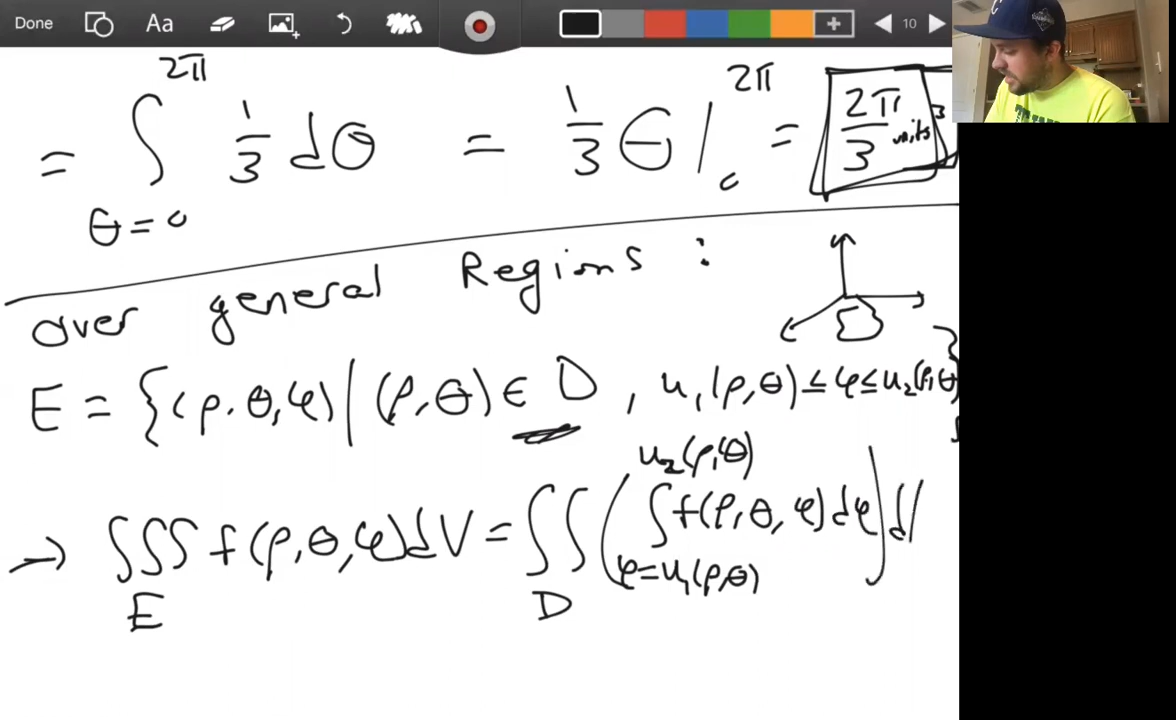 Done Aa 10
= ∫_{θ=0}^{2π} 1/3 dθ = 1/3 θ |_0^{2π} = 2π/3 units³
over general Regions :
E = {(ρ,θ,φ) | (ρ,θ) ∈ D , u₁(ρ,θ) ≤ φ ≤ u₂(ρ,θ)}
→ ∫∫∫_E f(ρ,θ,φ)dV = ∫∫_D ( ∫_{φ=u₁(ρ,θ)}^{u₂(ρ,θ)} f(ρ,θ,φ)dφ ) d